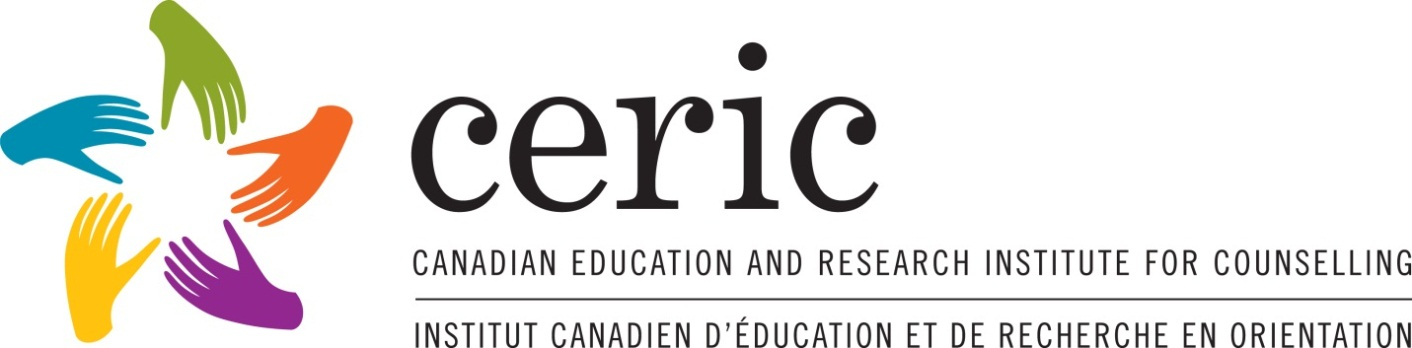 ceric
CANADIAN EDUCATION AND RESEARCH INSTITUTE FOR COUNSELLING
INSTITUT CANADIEN D'ÉDUCATION ET DE RECHERCHE EN ORIENTATION